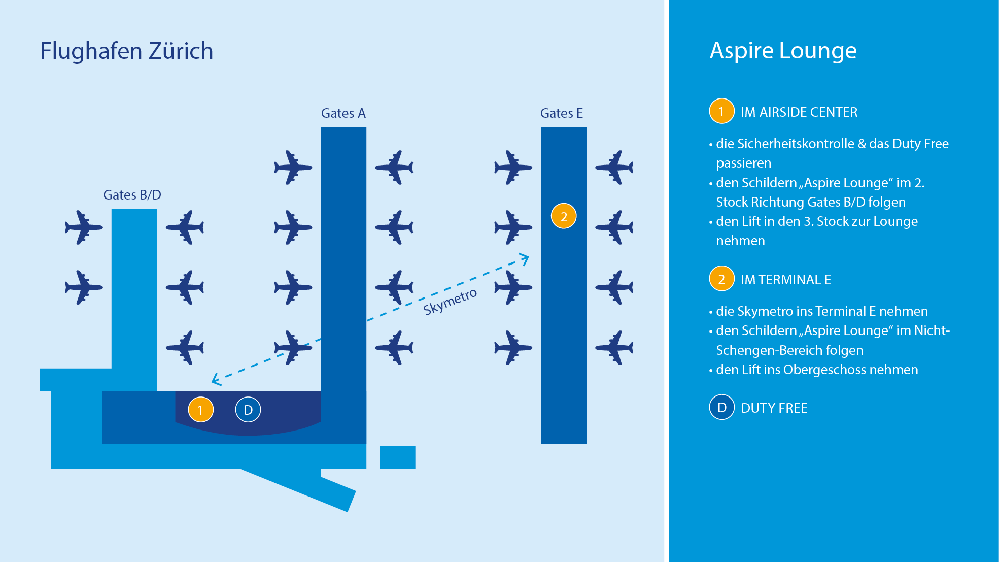 Flughafen Zürich
Gates A
Gates E
Gates B/D
2
Skymetro
1
D
Aspire Lounge
1 IM AIRSIDE CENTER
• die Sicherheitskontrolle & das Duty Free
passieren
• den Schildern „Aspire Lounge“ im 2.
Stock Richtung Gates B/D folgen
• den Lift in den 3. Stock zur Lounge
nehmen
2 IM TERMINAL E
• die Skymetro ins Terminal E nehmen
• den Schildern „Aspire Lounge“ im Nicht-
Schengen-Bereich folgen
• den Lift ins Obergeschoss nehmen
D DUTY FREE